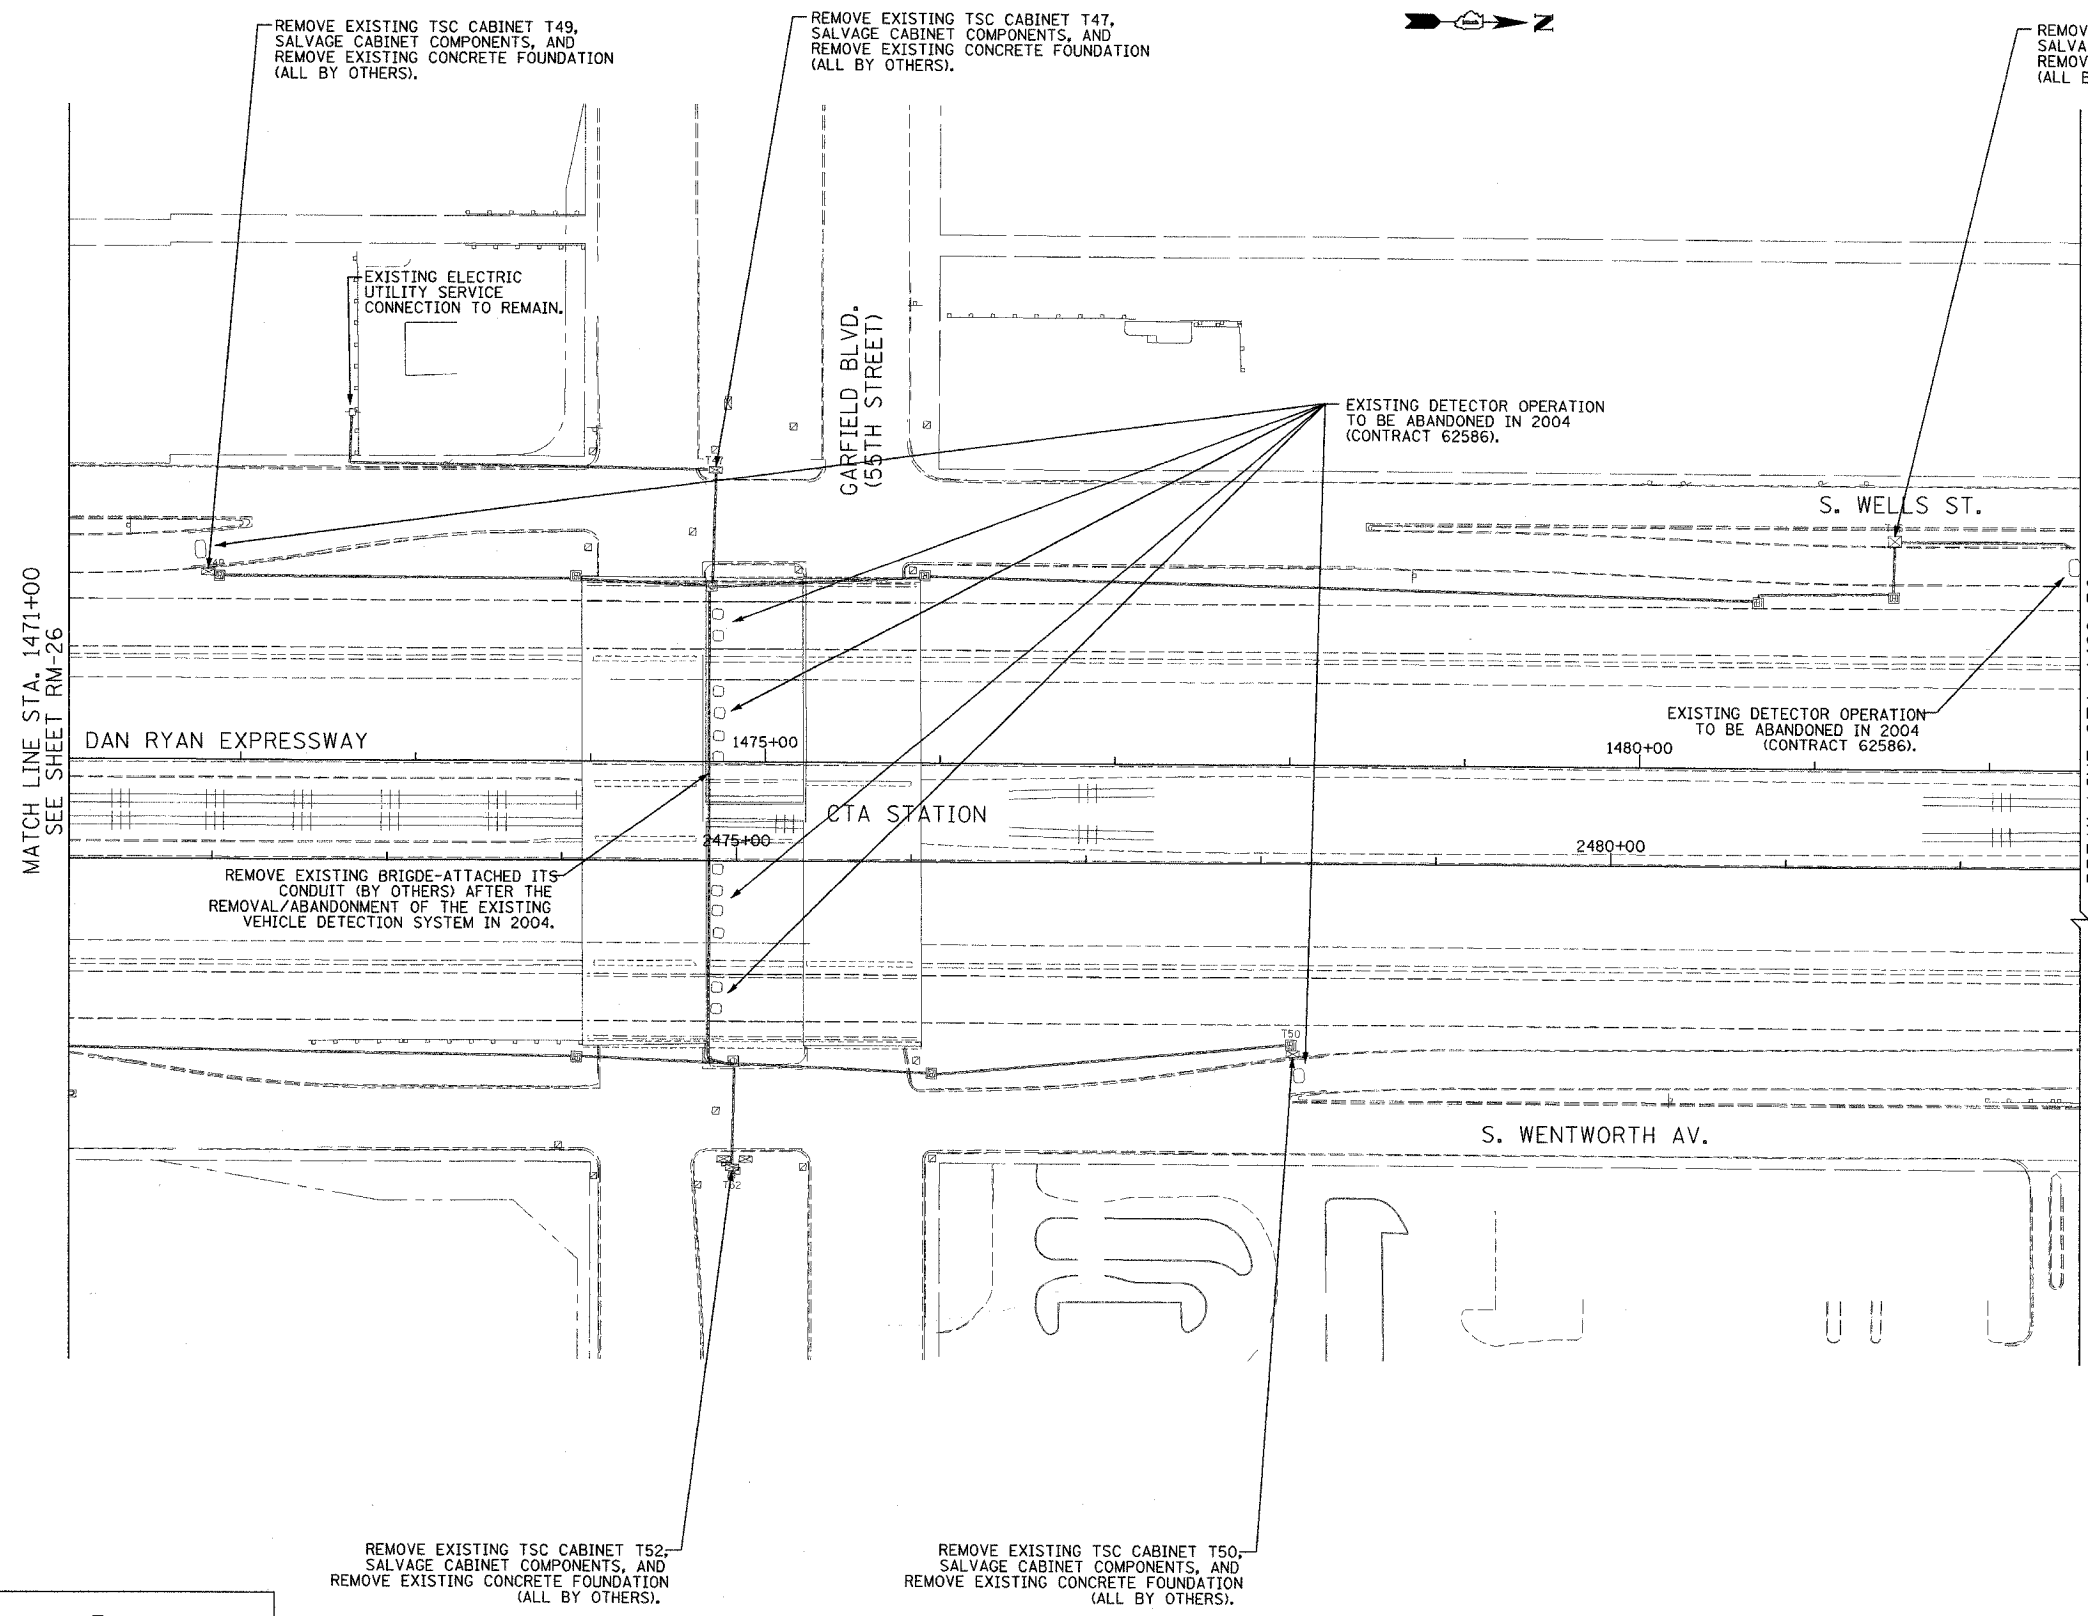 REMOVE EXISTING TSC CABINET T49,
SALVAGE CABINET COMPONENTS, AND
REMOVE EXISTING CONCRETE FOUNDATION
(ALL BY OTHERS).
REMOVE EXISTING TSC CABINET T47,
SALVAGE CABINET COMPONENTS, AND
REMOVE EXISTING CONCRETE FOUNDATION
(ALL BY OTHERS).
N
REMOV
SALVA
REMOV
(ALL B
EXISTING ELECTRIC
UTILITY SERVICE
CONNECTION TO REMAIN.
GARFIELD BLVD.
(55TH STREET)
EXISTING DETECTOR OPERATION
TO BE ABANDONED IN 2004
(CONTRACT 62586).
S. WELLS ST.
MATCH LINE STA. 1471+00
SEE SHEET RM-26
DAN RYAN EXPRESSWAY
1475+00
EXISTING DETECTOR OPERATION
TO BE ABANDONED IN 2004
(CONTRACT 62586).
1480+00
CTA STATION
2475+00
2480+00
REMOVE EXISTING BRIGDE-ATTACHED ITS
CONDUIT (BY OTHERS) AFTER THE
REMOVAL/ABANDONMENT OF THE EXISTING
VEHICLE DETECTION SYSTEM IN 2004.
T50
S. WENTWORTH AV.
T52
REMOVE EXISTING TSC CABINET T52,
SALVAGE CABINET COMPONENTS, AND
REMOVE EXISTING CONCRETE FOUNDATION
(ALL BY OTHERS).
REMOVE EXISTING TSC CABINET T50,
SALVAGE CABINET COMPONENTS, AND
REMOVE EXISTING CONCRETE FOUNDATION
(ALL BY OTHERS).